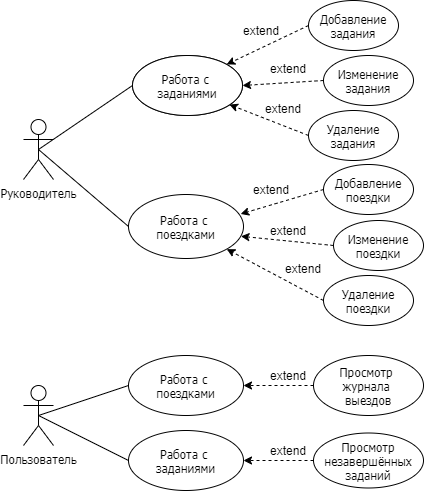 Добавление
задания
extend
Работа с
заданиями
extend
Изменение
задания
extend
Удаление
задания
Руководитель
Добавление
поездки
extend
Работа с
поездками
extend
Изменение
поездки
extend
Удаление
поездки
Работа с
поездками
extend
Просмотр
журнала
выездов
Пользователь
Работа с
заданиями
extend
Просмотр
незавершённых
заданий